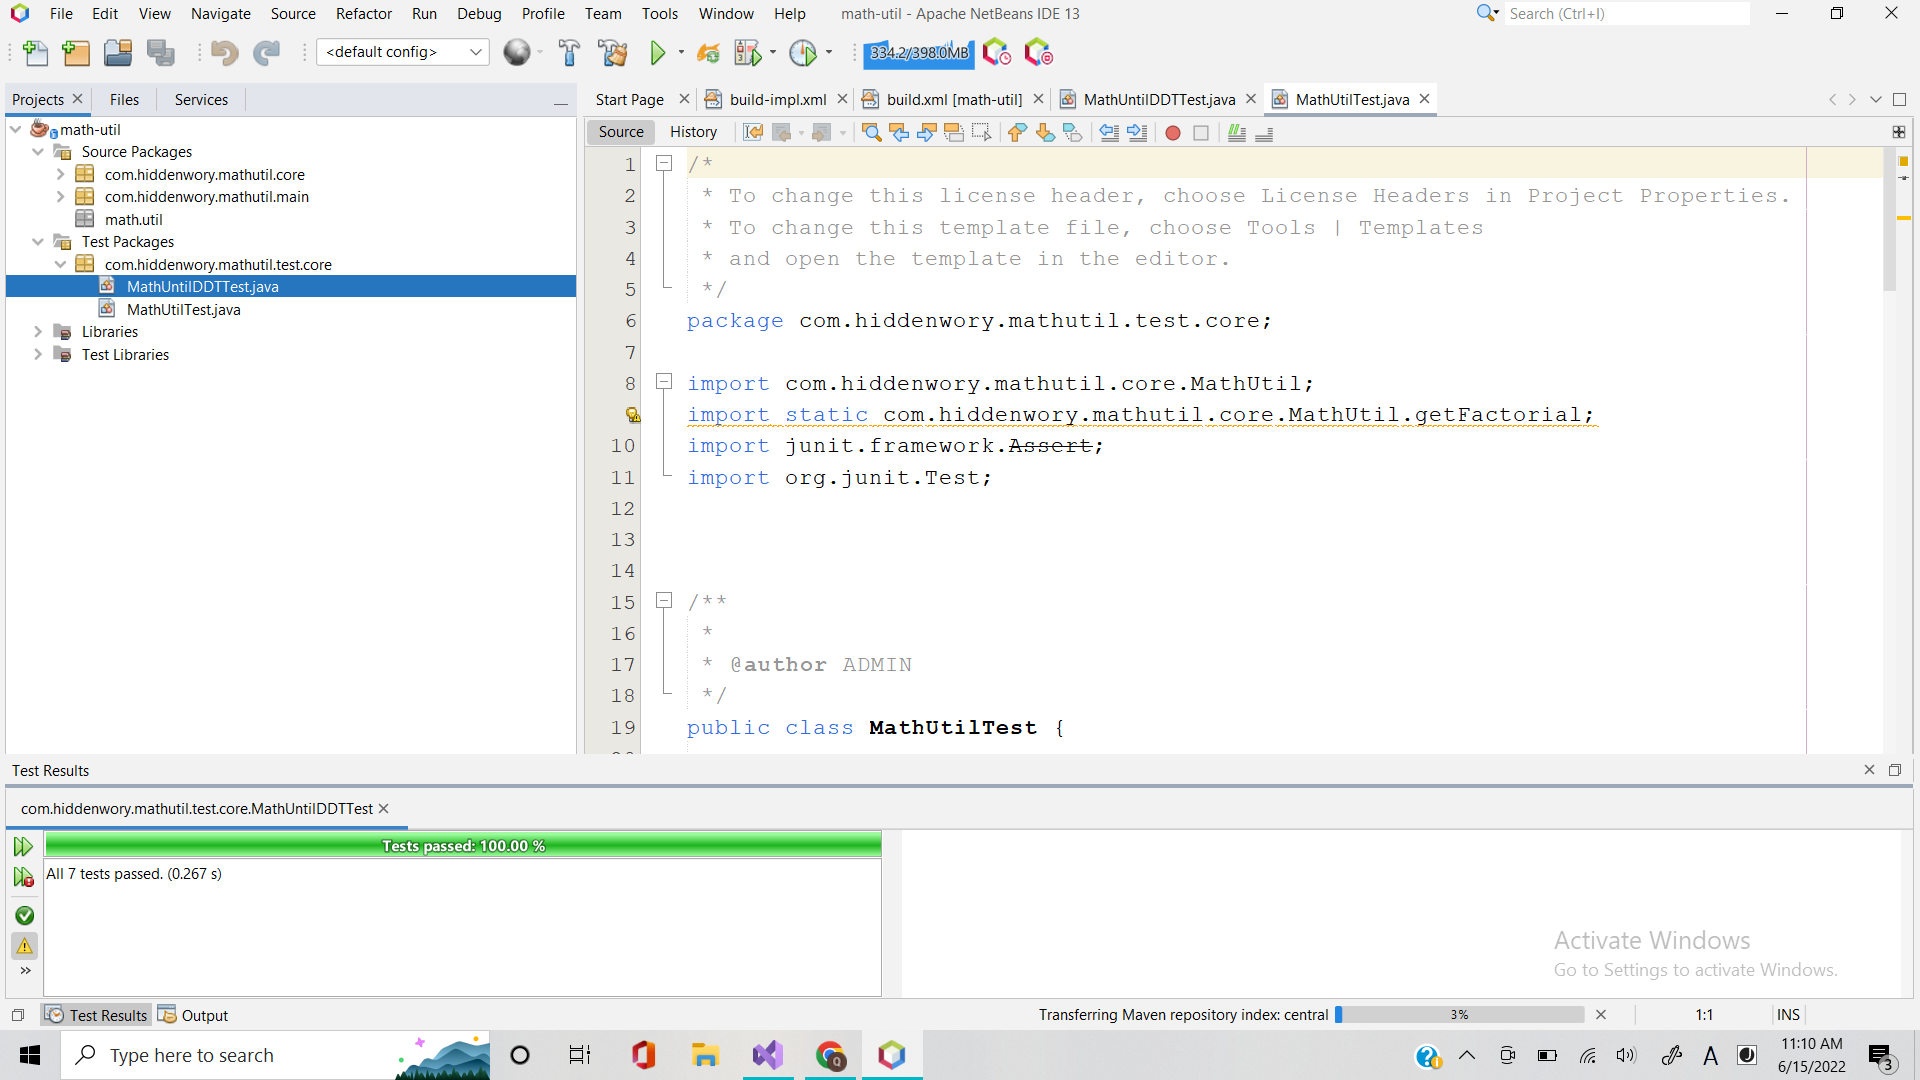 File Edit View Navigate Source Refactor Run Debug Profile Team Tools Window Help math-util - Apache NetBeans IDE 13 Search (Ctrl+I)
<default config> 334.2/398.0MB
Projects Files Services
Start Page build-impl.xml build.xml [math-util] MathUntilDDTTest.java MathUtilTest.java
Source History
math-util
Source Packages
com.hiddenwory.mathutil.core
com.hiddenwory.mathutil.main
math.util
Test Packages
com.hiddenwory.mathutil.test.core
MathUntilDDTTest.java
MathUtilTest.java
Libraries
Test Libraries
1 /*
2 * To change this license header, choose License Headers in Project Properties.
3 * To change this template file, choose Tools | Templates
4 * and open the template in the editor.
5 */
6 package com.hiddenwory.mathutil.test.core;
7
8 import com.hiddenwory.mathutil.core.MathUtil;
import static com.hiddenwory.mathutil.core.MathUtil.getFactorial;
10 import junit.framework.Assert;
11 import org.junit.Test;
12
13
14
15 /**
16 *
17 * @author ADMIN
18 */
19 public class MathUtilTest {
Test Results
com.hiddenwory.mathutil.test.core.MathUntilDDTTest
Tests passed: 100.00 %
All 7 tests passed. (0.267 s)
Activate Windows
Go to Settings to activate Windows.
Test Results Output Transferring Maven repository index: central 3% 1:1 INS
Type here to search
11:10 AM
6/15/2022
3